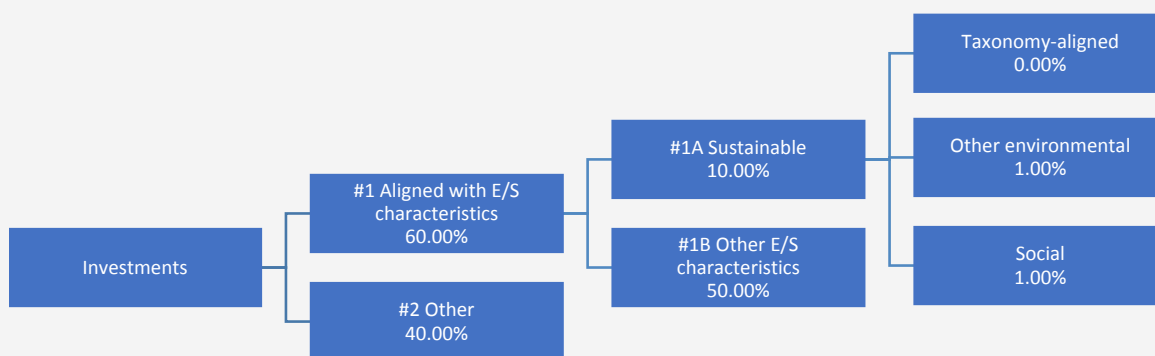 Investments
#1 Aligned with E/S
characteristics
60.00%
#2 Other
40.00%
#1A Sustainable
10.00%
#1B Other E/S
characteristics
50.00%
Taxonomy-aligned
0.00%
Other environmental
1.00%
Social
1.00%